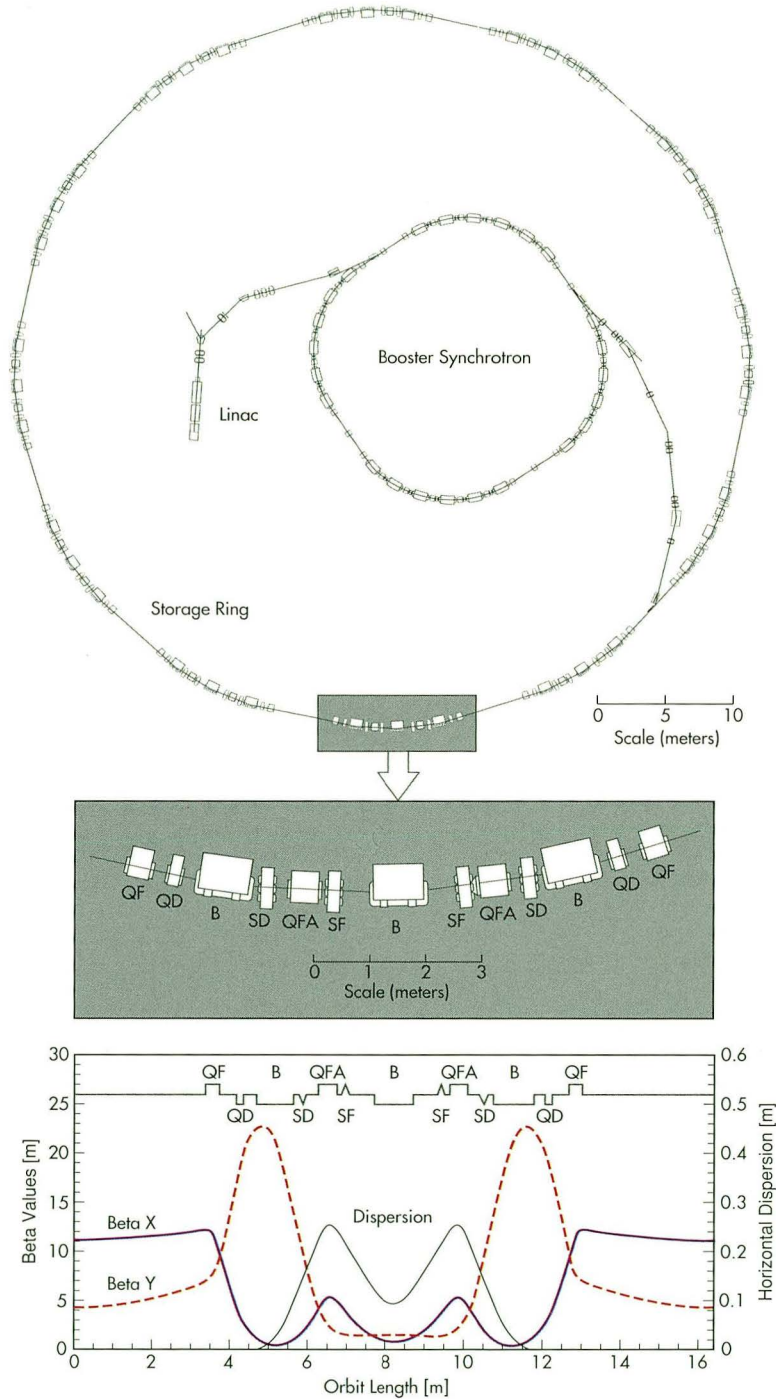 Booster Synchrotron
Linac
Storage Ring
0 5 10
Scale (meters)
QF QD B SD QFA SF B SF QFA SD B QD QF
0 1 2 3
Scale (meters)
30 0.6
QF B QFA B QFA B QF
QD SD SF SF SD QD
25 0.5
20 0.4
15 0.3
Dispersion
Beta X
10 0.2
Beta Y
5 0.1
0 0
Beta Values [m]
Horizontal Dispersion [m]
0 2 4 6 8 10 12 14 16
Orbit Length [m]